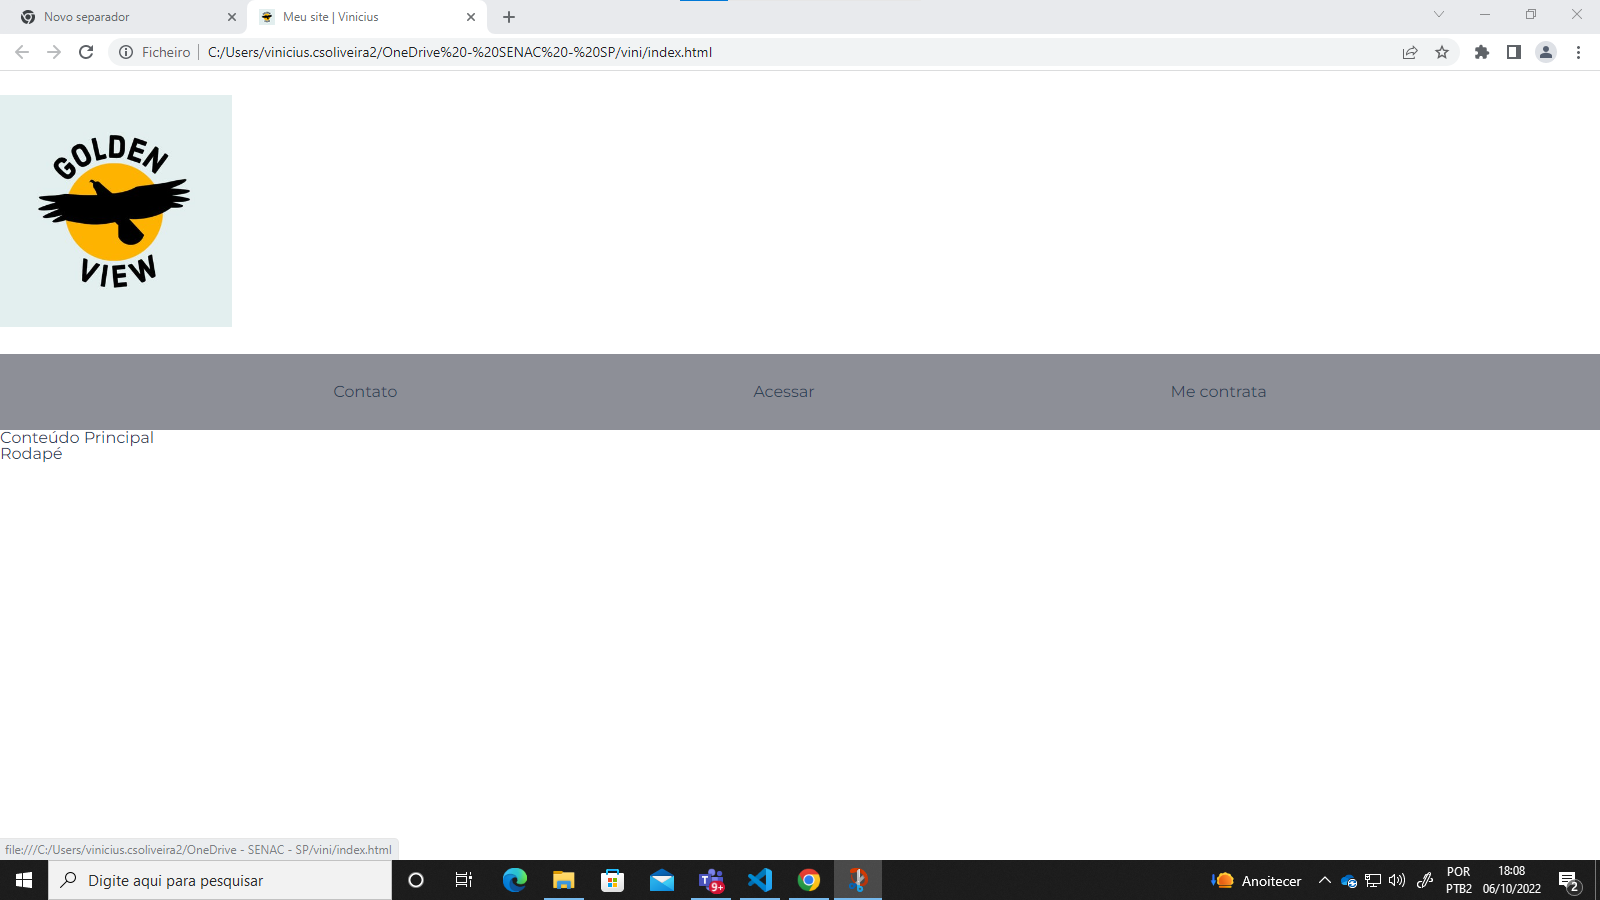 Novo separador
Meu site | Vinicius
Ficheiro
C:/Users/vinicius.csoliveira2/OneDrive%20-%20SENAC%20-%20SP/vini/index.html
GOLDEN
VIEW
Contato
Acessar
Me contrata
Conteúdo Principal
Rodapé
file:///C:/Users/vinicius.csoliveira2/OneDrive - SENAC - SP/vini/index.html
Digite aqui para pesquisar
9+
Anoitecer
POR
PTB2
18:08
06/10/2022
2